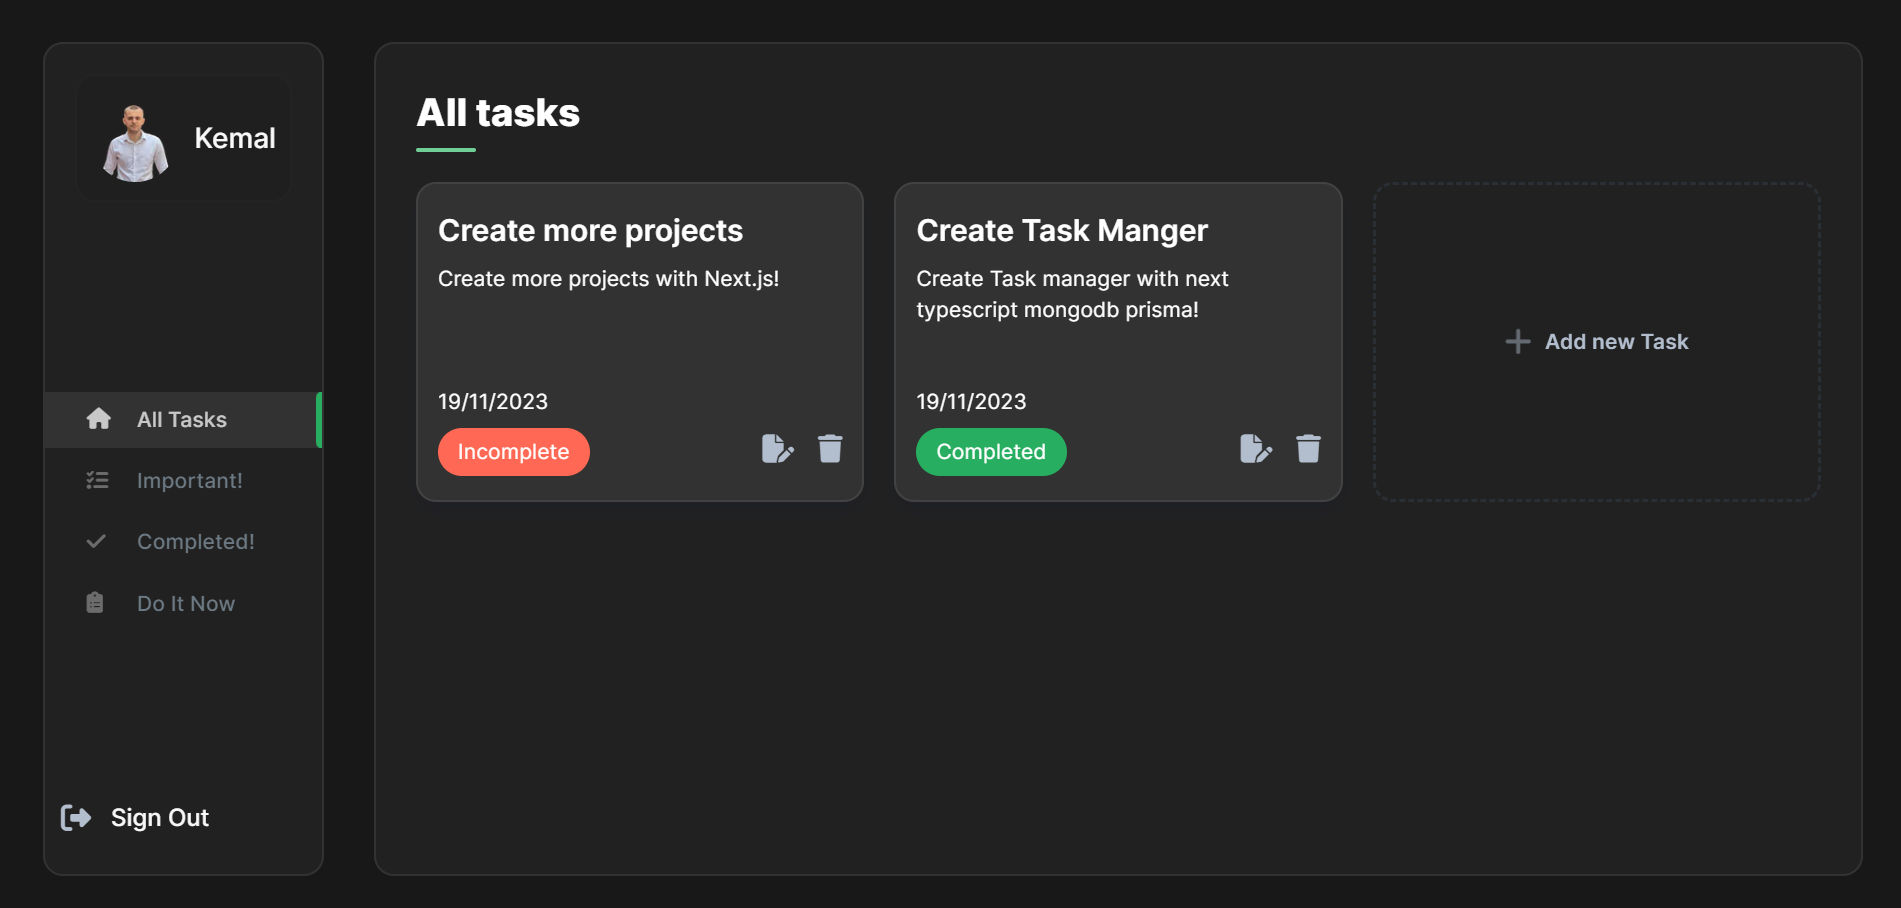 Kemal
All Tasks
Important!
Completed!
Do It Now
Sign Out
All tasks
Create more projects
Create more projects with Next.js!
19/11/2023
Incomplete
Create Task Manger
Create Task manager with next
typescript mongodb prisma!
19/11/2023
Completed
Add new Task